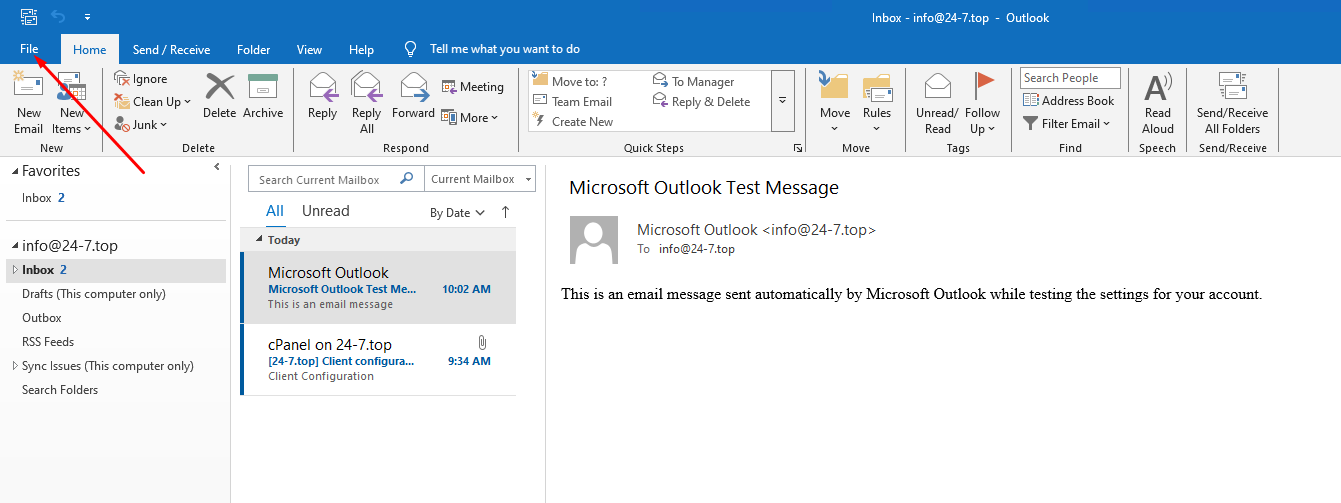 Inbox - info@24-7.top - Outlook
File Home Send / Receive Folder View Help Tell me what you want to do
New Email
New Items
New
Ignore
Clean Up
Junk
Delete
Archive
Delete
Reply
Reply All
Forward
Meeting
More
Respond
Move to: ?
Team Email
Create New
To Manager
Reply & Delete
Quick Steps
Move
Rules
Move
Unread/ Read
Follow Up
Tags
Search People
Address Book
Filter Email
Find
Read Aloud
Speech
Send/Receive All Folders
Send/Receive
Favorites
Inbox 2
info@24-7.top
Inbox 2
Drafts (This computer only)
Outbox
RSS Feeds
Sync Issues (This computer only)
Search Folders
Search Current Mailbox
Current Mailbox
All Unread
By Date
Today
Microsoft Outlook
Microsoft Outlook Test Me... 10:02 AM
This is an email message
cPanel on 24-7.top
[24-7.top] Client configura... 9:34 AM
Client Configuration
Microsoft Outlook Test Message
Microsoft Outlook <info@24-7.top>
To info@24-7.top
This is an email message sent automatically by Microsoft Outlook while testing the settings for your account.